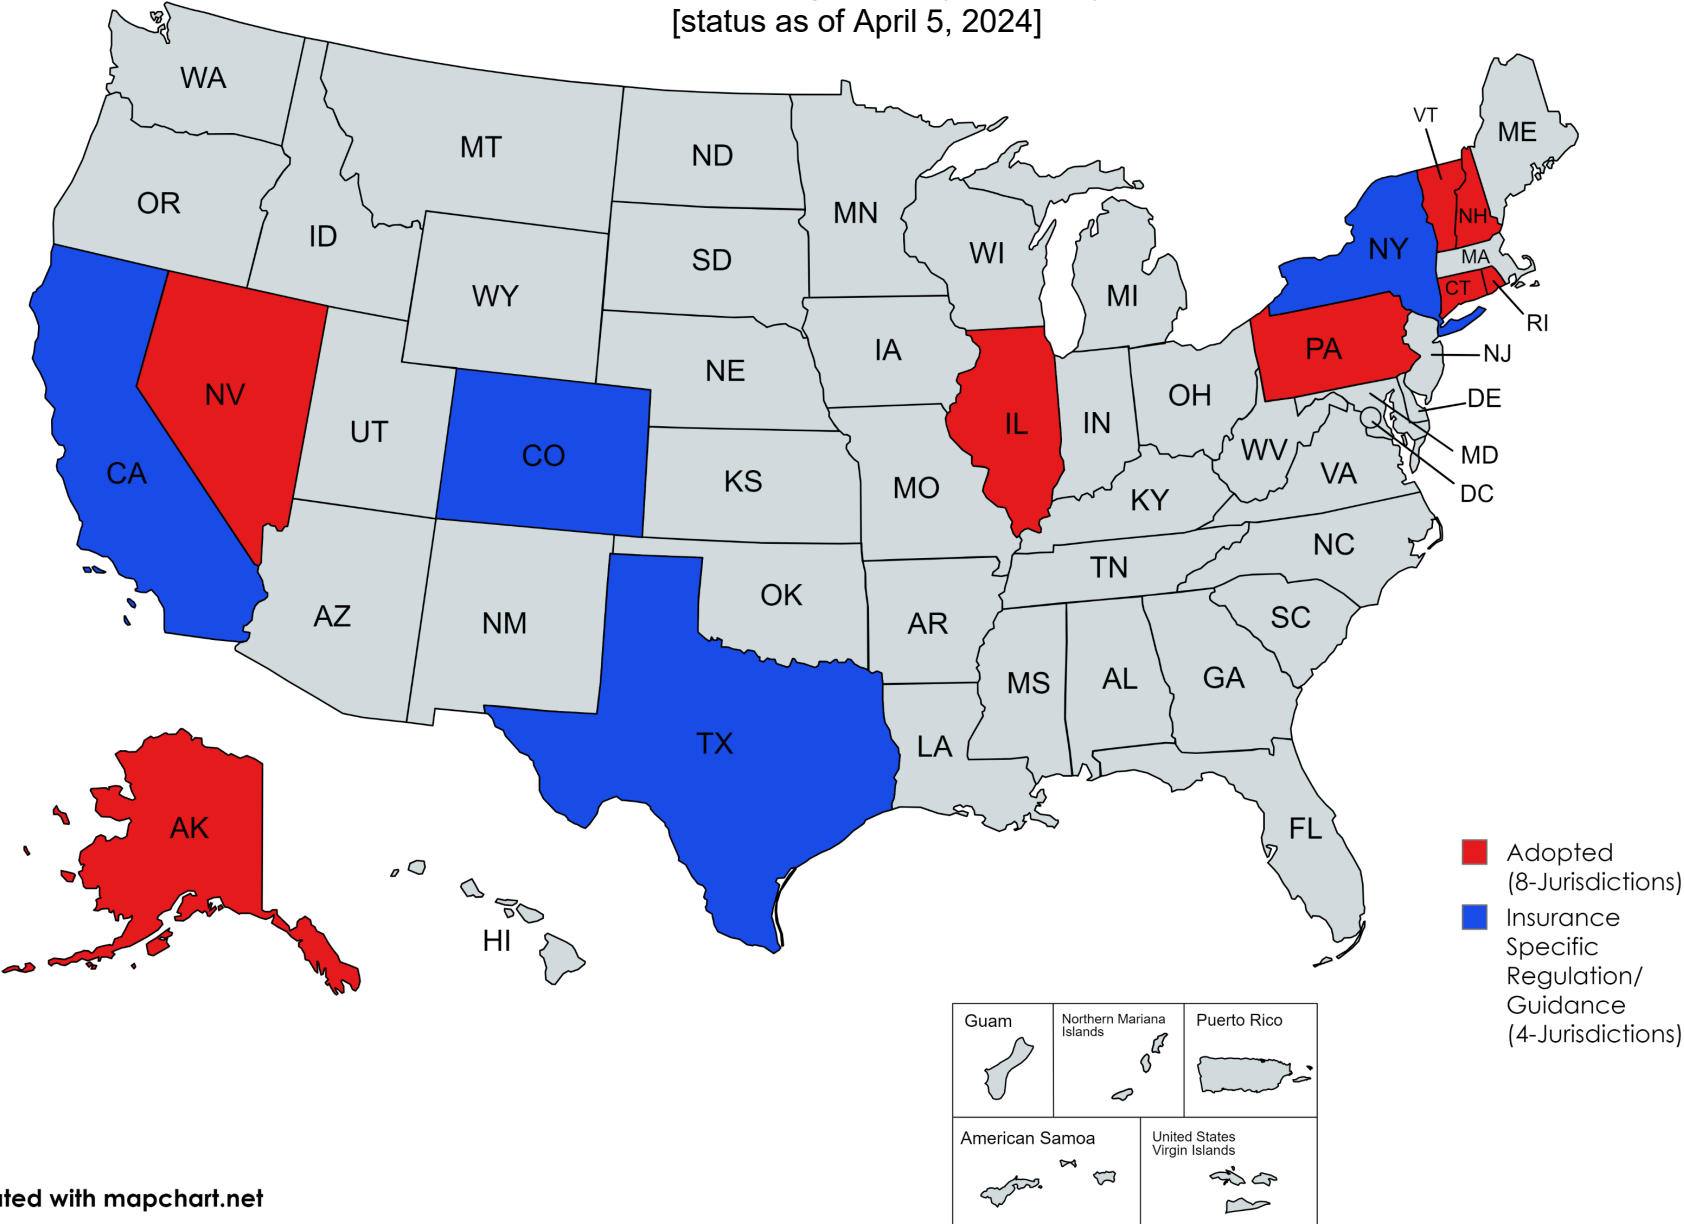 [status as of April 5, 2024]
WA
MT
ND
MN
OR
ID
WY
SD
WI
MI
VT
ME
NH
NY
MA
CT
RI
CA
NV
UT
CO
NE
IA
IL
IN
OH
PA
NJ
DE
MD
DC
WV
VA
KS
MO
KY
AZ
NM
OK
AR
TN
NC
SC
TX
LA
MS
AL
GA
FL
AK
HI
Adopted
(8-Jurisdictions)
Insurance
Specific
Regulation/
Guidance
(4-Jurisdictions)
Guam
Northern Mariana
Islands
Puerto Rico
American Samoa
United States
Virgin Islands
ted with mapchart.net